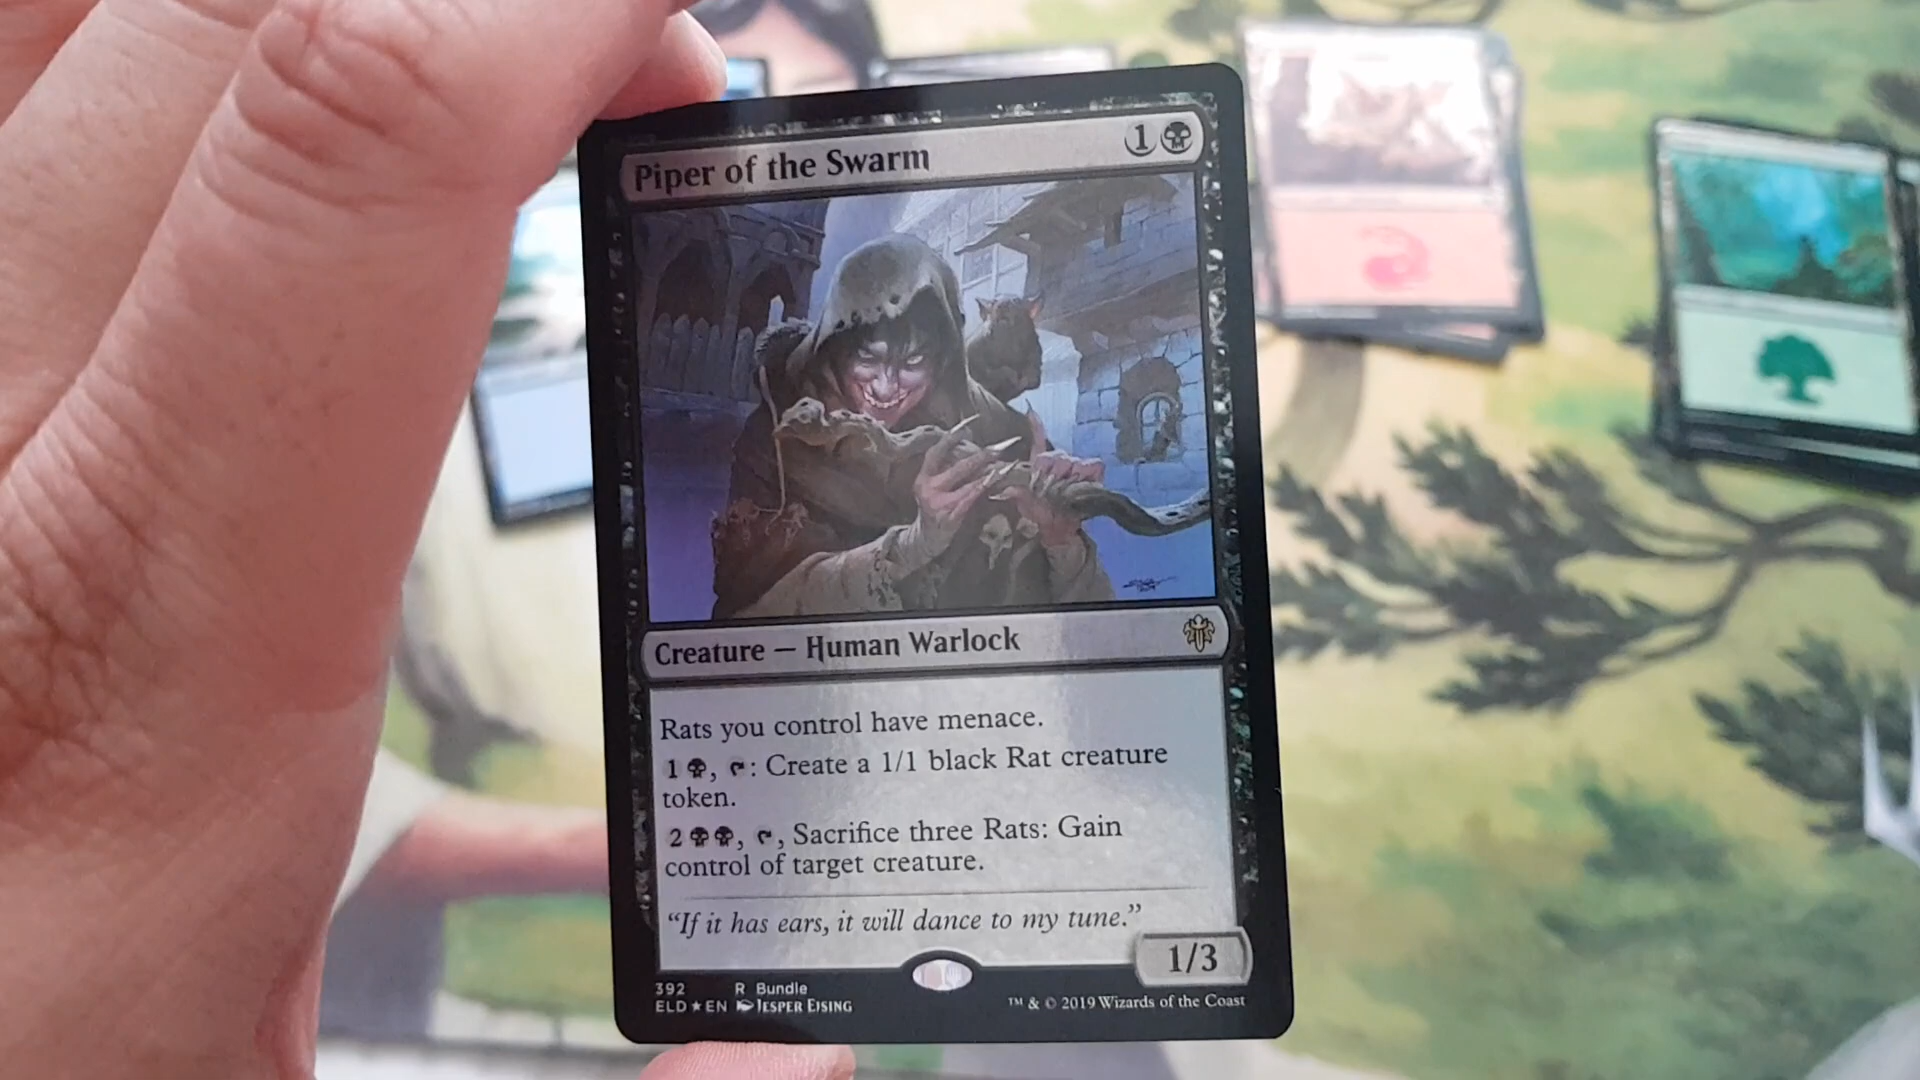 Piper of the Swarm 1
Creature — Human Warlock
Rats you control have menace.
1 , : Create a 1/1 black Rat creature
token.
2 , , Sacrifice three Rats: Gain
control of target creature.
“If it has ears, it will dance to my tune.”
1/3
392 R Bundle
ELD ★ EN JESPER EISING ™ & © 2019 Wizards of the Coast